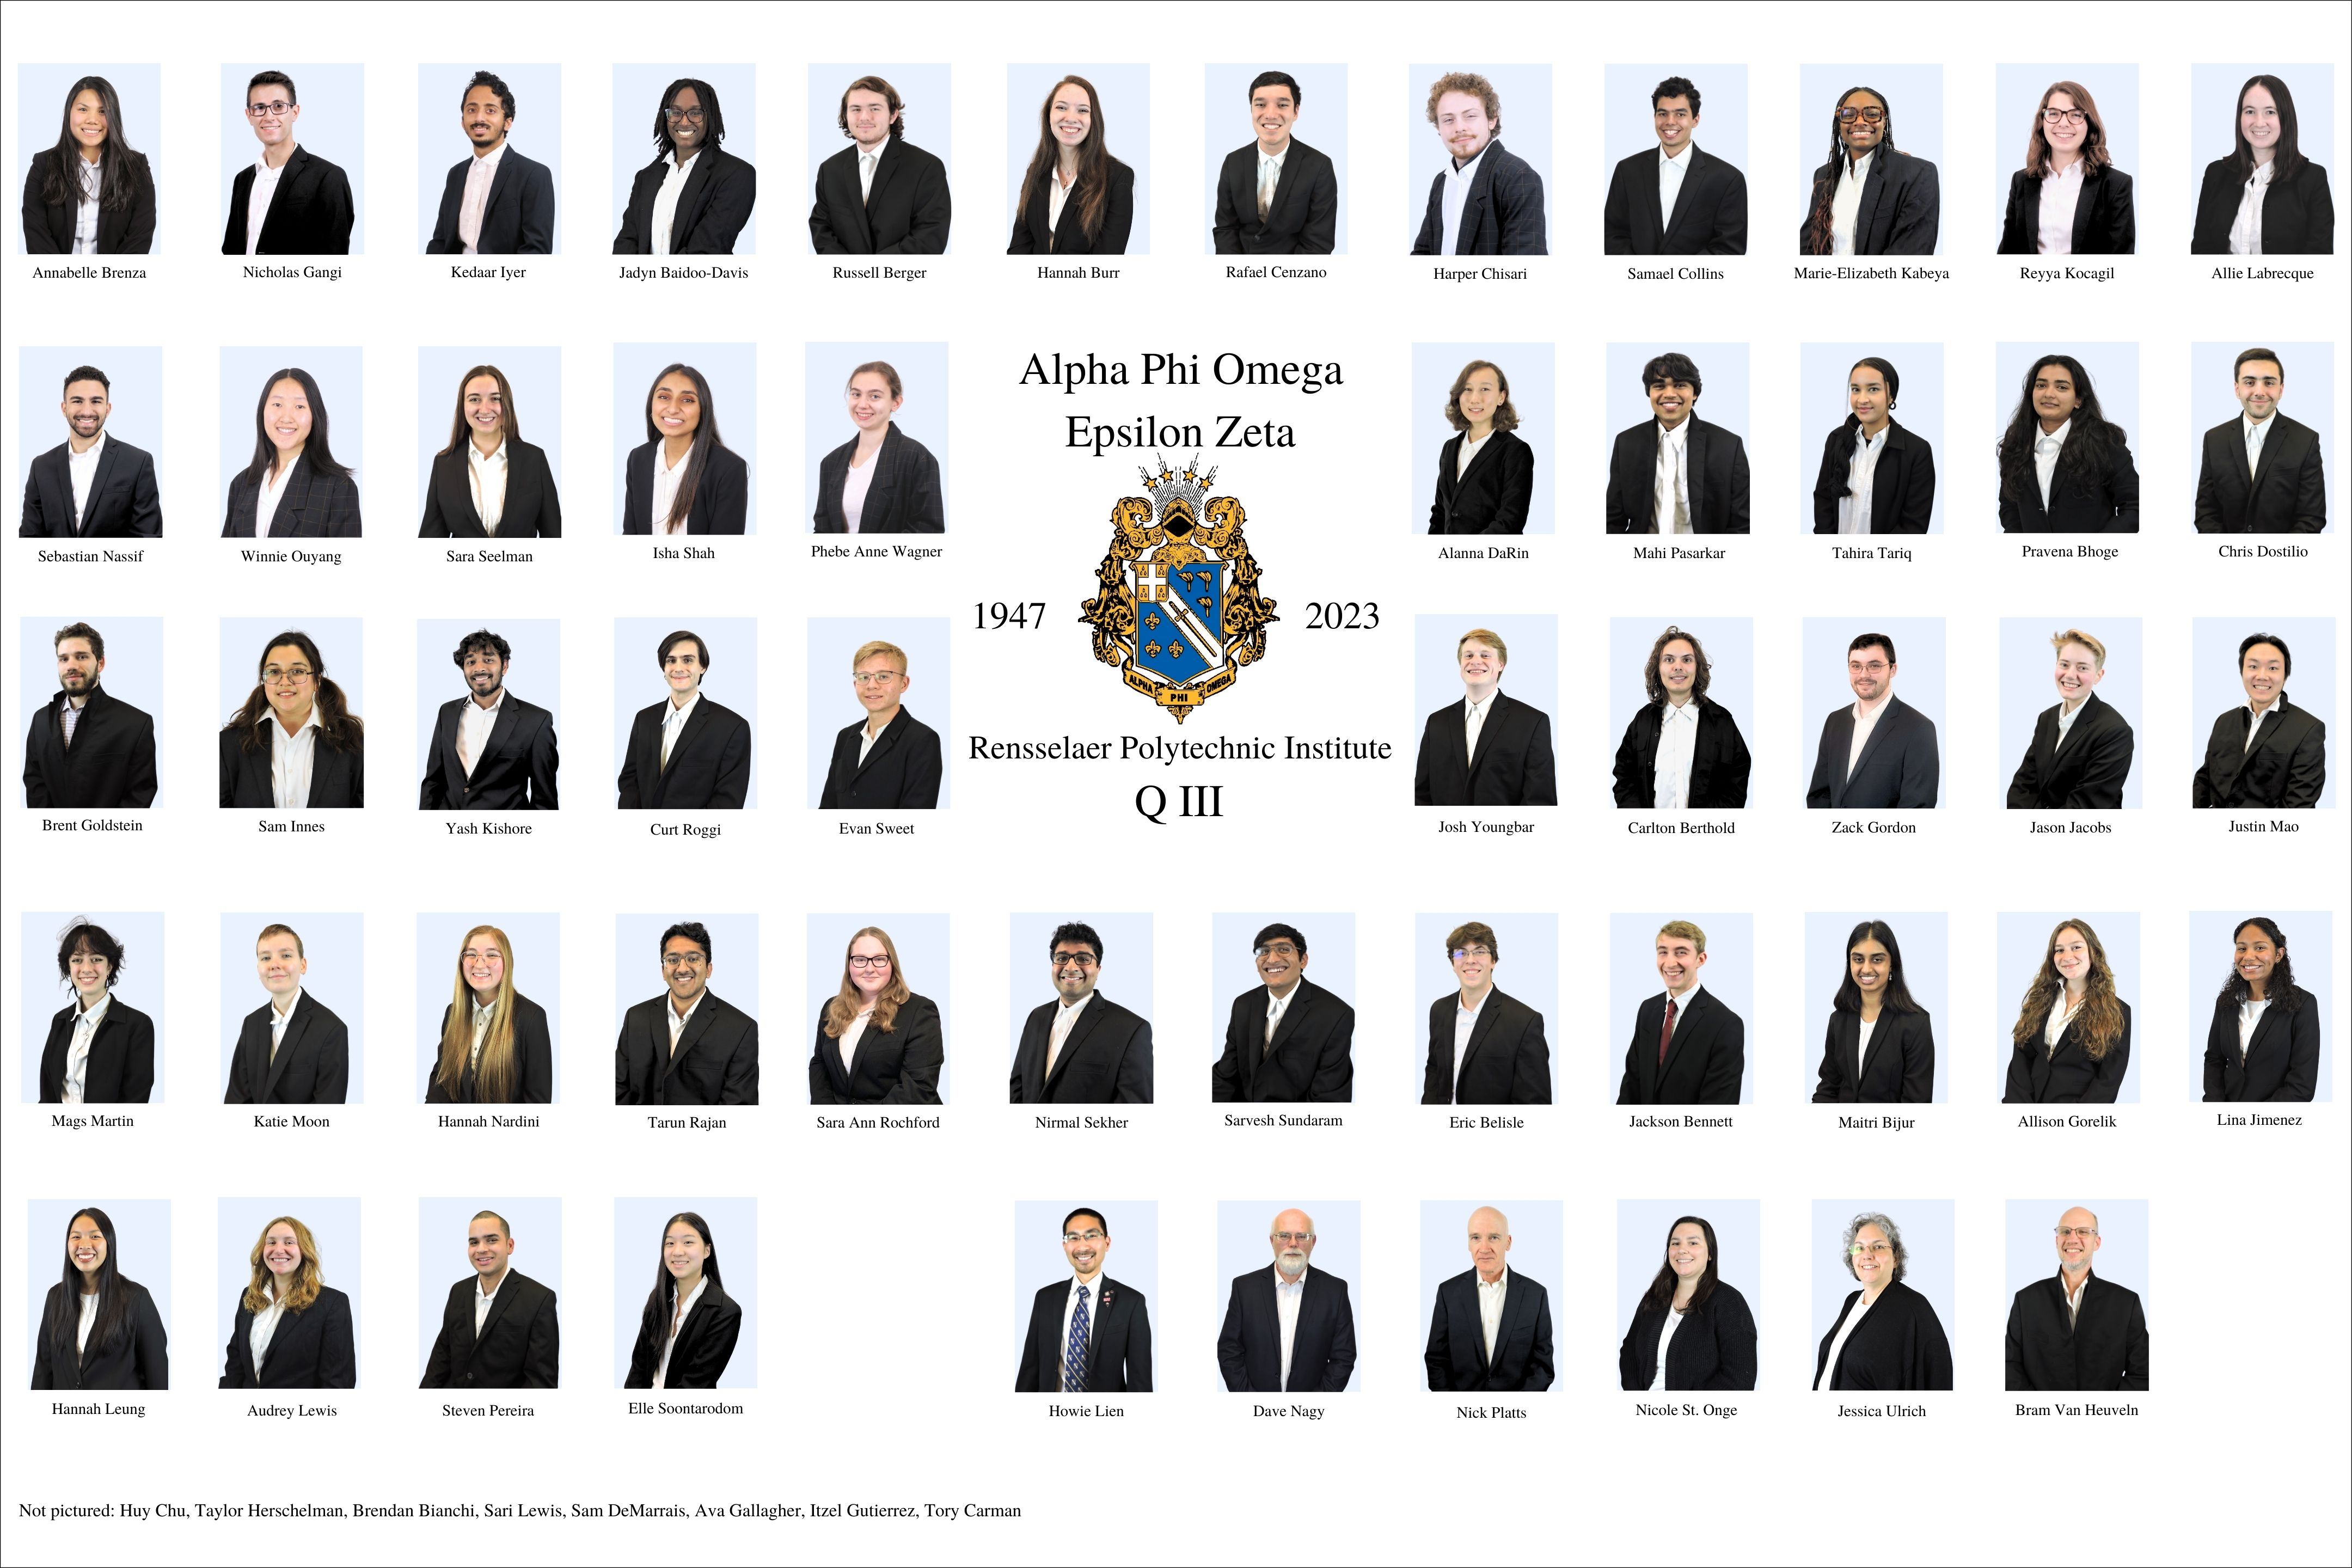 Annabelle Brenza
Nicholas Gangi
Kedaar Iyer
Jadyn Baidoo-Davis
Russell Berger
Hannah Burr
Rafael Cenzano
Harper Chisari
Samael Collins
Marie-Elizabeth Kabeya
Reyya Kocagil
Allie Labrecque
Sebastian Nassif
Winnie Ouyang
Sara Seelman
Isha Shah
Phebe Anne Wagner
Alpha Phi Omega
Epsilon Zeta
Alanna DaRin
Mahi Pasarkar
Tahira Tariq
Pravena Bhoge
Chris Dostilio
1947
2023
ALPHA PHI OMEGA
Rensselaer Polytechnic Institute
Q III
Brent Goldstein
Sam Innes
Yash Kishore
Curt Roggi
Evan Sweet
Josh Youngbar
Carlton Berthold
Zack Gordon
Jason Jacobs
Justin Mao
Mags Martin
Katie Moon
Hannah Nardini
Tarun Rajan
Sara Ann Rochford
Nirmal Sekher
Sarvesh Sundaram
Eric Belisle
Jackson Bennett
Maitri Bijur
Allison Gorelik
Lina Jimenez
Hannah Leung
Audrey Lewis
Steven Pereira
Elle Soontarodom
Howie Lien
Dave Nagy
Nick Platts
Nicole St. Onge
Jessica Ulrich
Bram Van Heuveln
Not pictured: Huy Chu, Taylor Herschelman, Brendan Bianchi, Sari Lewis, Sam DeMarrais, Ava Gallagher, Itzel Gutierrez, Tory Carman